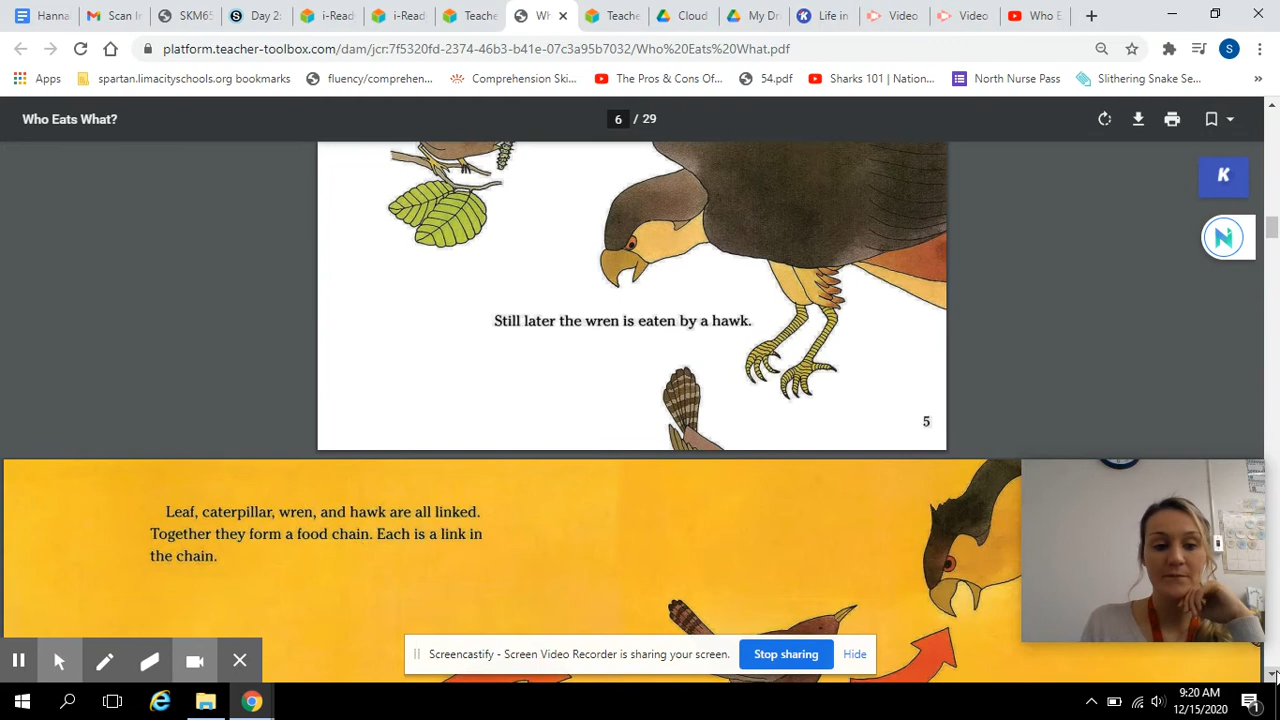 Hanna
Scan In
SKM65
Day 2:
i-Read
i-Read
Teache
Wh
Teache
Cloud
My Dr
Life in
Video
Video
Who E
platform.teacher-toolbox.com/dam/jcr:7f5320fd-2374-46b3-b41e-07c3a95b7032/Who%20Eats%20What.pdf
S
Apps
spartan.limacityschools.org bookmarks
fluency/comprehen...
Comprehension Ski...
The Pros & Cons Of...
54.pdf
Sharks 101 | Nation...
North Nurse Pass
Slithering Snake Se...
Who Eats What?
6 / 29
K
N
Still later the wren is eaten by a hawk.
5
Leaf, caterpillar, wren, and hawk are all linked.
Together they form a food chain. Each is a link in
the chain.
Screencastify - Screen Video Recorder is sharing your screen.
Stop sharing
Hide
9:20 AM
12/15/2020
1